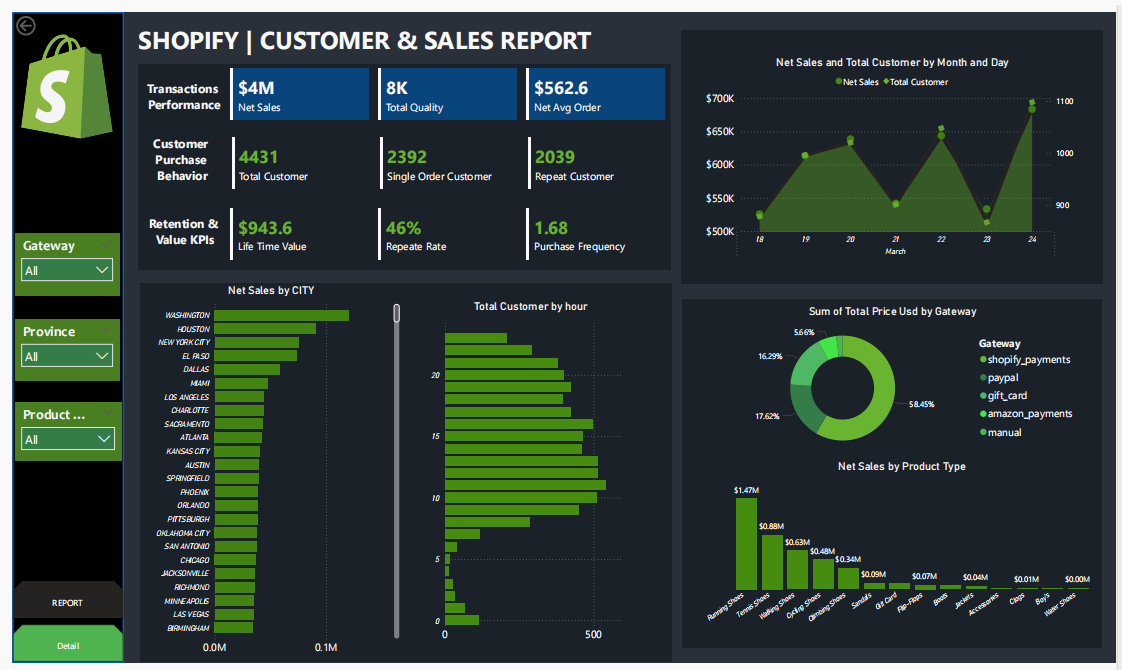 SHOPIFY | CUSTOMER & SALES REPORT
S
Gateway
All
Province
All
Product ...
All
REPORT
Detail
Transactions
Performance
$4M
Net Sales
8K
Total Quality
$562.6
Net Avg Order
Customer
Purchase
Behavior
4431
Total Customer
2392
Single Order Customer
2039
Repeat Customer
Retention &
Value KPIs
$943.6
Life Time Value
46%
Repeate Rate
1.68
Purchase Frequency
Net Sales and Total Customer by Month and Day
Net Sales Total Customer
$700K
$650K
$600K
$550K
$500K
1100
1000
900
18 19 20 21 22 23 24
March
Net Sales by CITY
WASHINGTON
HOUSTON
NEW YORK CITY
EL PASO
DALLAS
MIAMI
LOS ANGELES
CHARLOTTE
SACRAMENTO
ATLANTA
KANSAS CITY
AUSTIN
SPRINGFIELD
PHOENIX
ORLANDO
PITTSBURGH
OKLAHOMA CITY
SAN ANTONIO
CHICAGO
JACKSONVILLE
RICHMOND
MINNEAPOLIS
LAS VEGAS
BIRMINGHAM
0.0M 0.1M
Total Customer by hour
20
15
10
5
0
0 500
Sum of Total Price Usd by Gateway
5.66%
16.29%
17.62%
58.45%
Gateway
shopify_payments
paypal
gift_card
amazon_payments
manual
Net Sales by Product Type
$1.47M
$0.88M
$0.63M
$0.48M
$0.34M
$0.09M
$0.07M
$0.04M
$0.01M
$0.00M
Running Shoes
Tennis Shoes
Walking Shoes
Cycling Shoes
Climbing Shoes
Sandals
Gift Card
Flip-Flops
Boots
Jackets
Accessories
Clogs
Boy's
Water Shoes